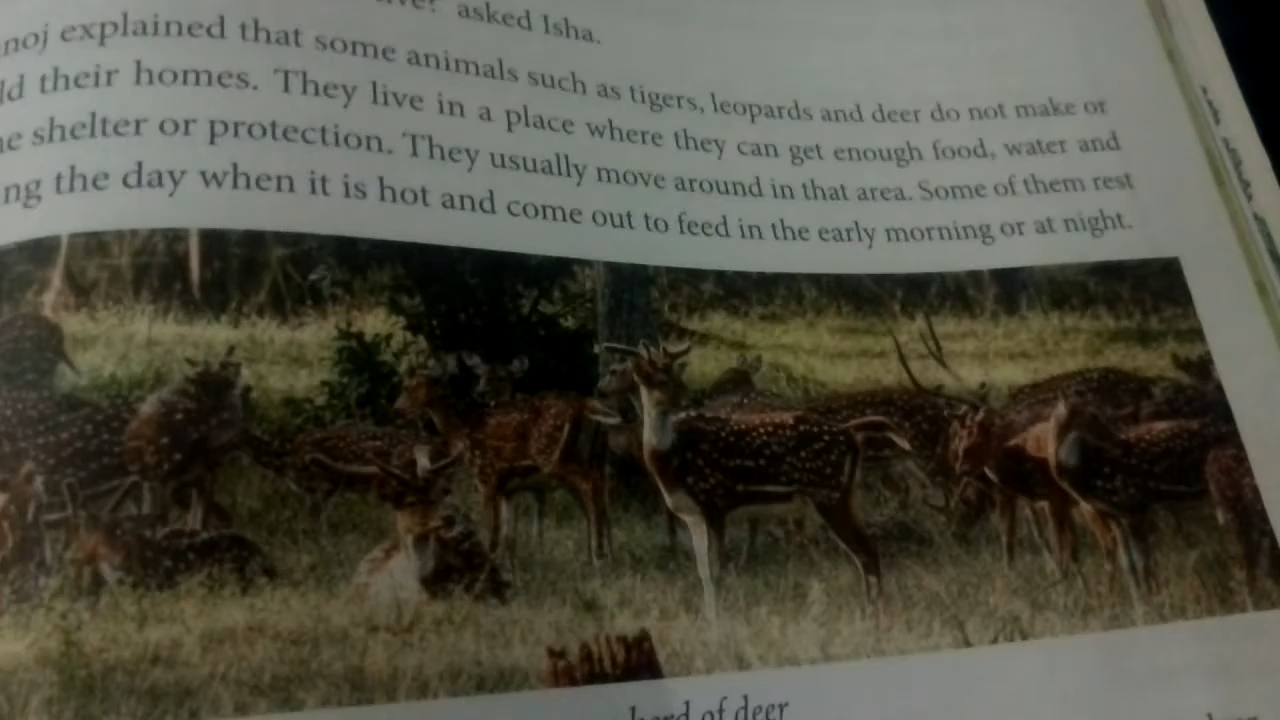 asked Isha.
noj explained that some animals such as tigers, leopards and deer do not make or
ld their homes. They live in a place where they can get enough food, water and
e shelter or protection. They usually move around in that area. Some of them rest
ng the day when it is hot and come out to feed in the early morning or at night.
herd of deer